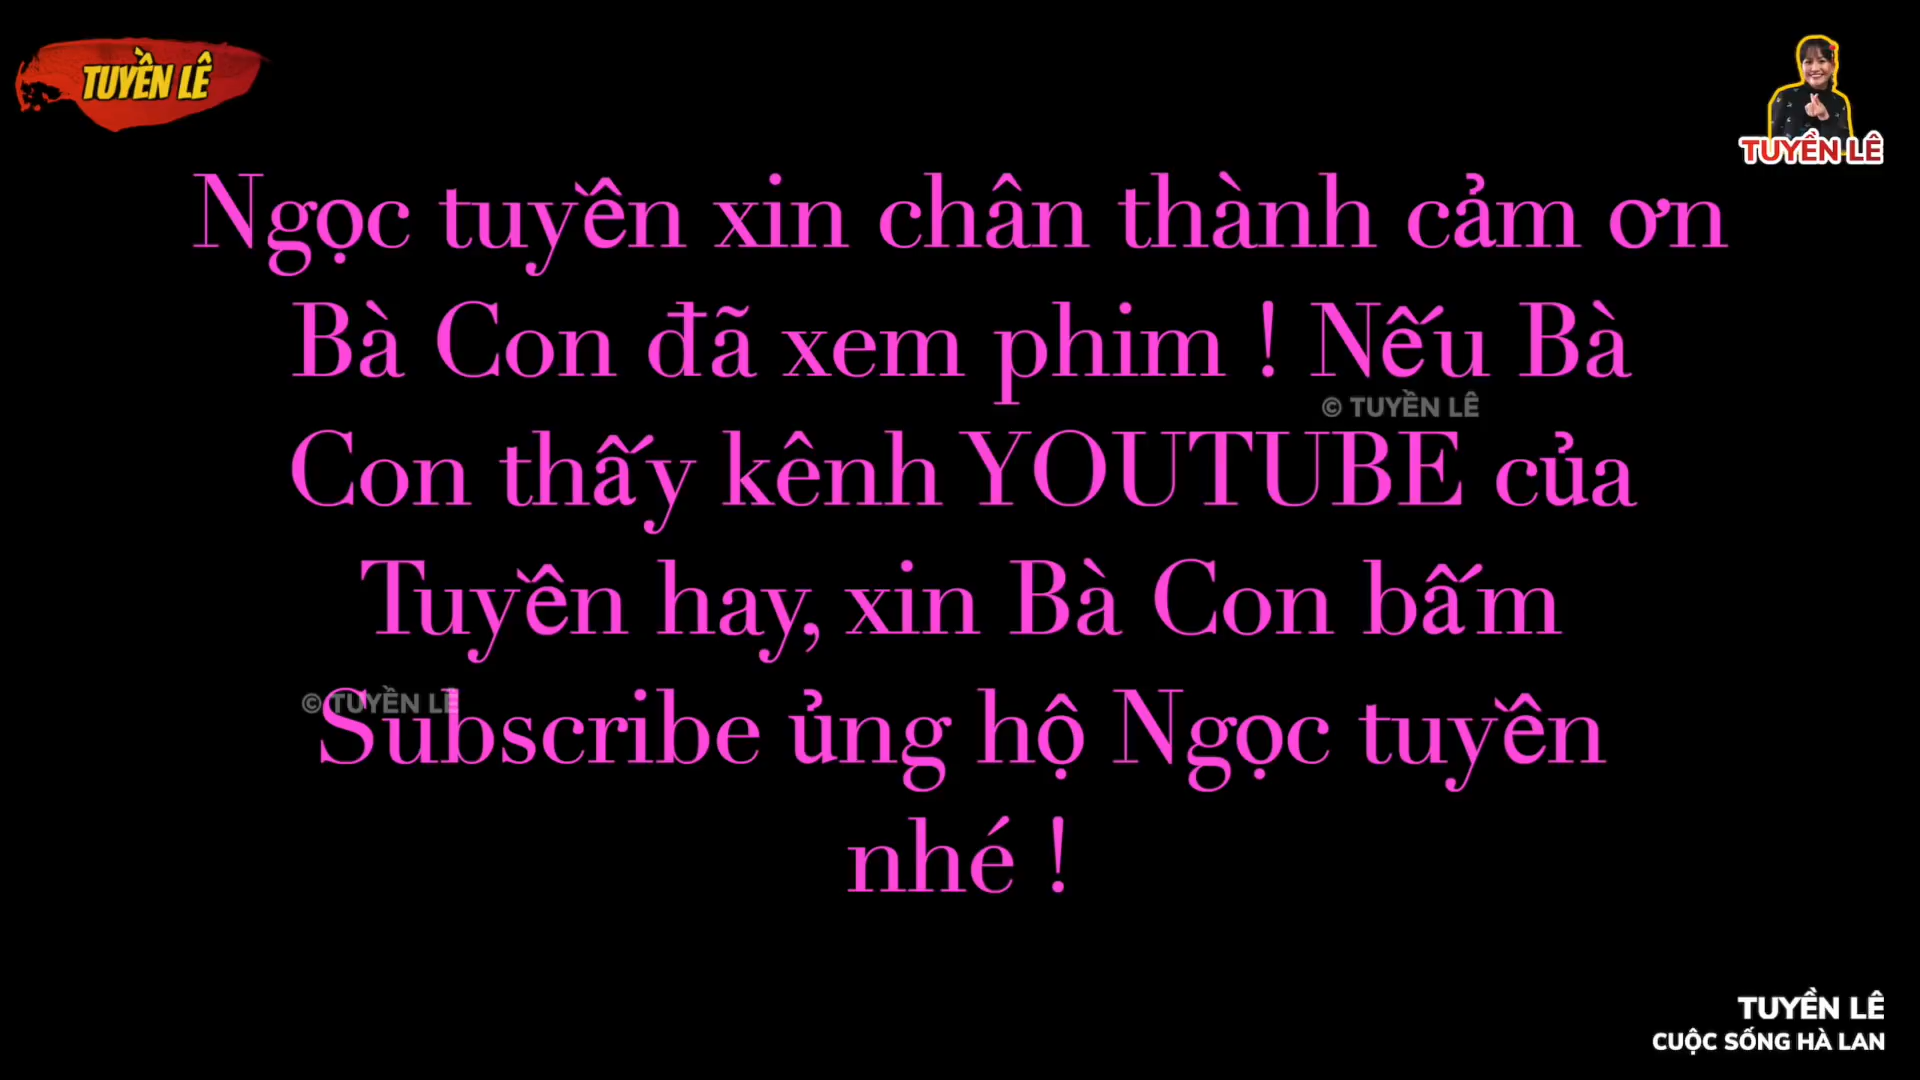 TUYỀN LÊ
TUYỀN LÊ
Ngọc tuyền xin chân thành cảm ơn
Bà Con đã xem phim ! Nếu Bà
© TUYỀN LÊ
Con thấy kênh YOUTUBE của
Tuyền hay, xin Bà Con bấm
© TUYỀN LÊ
Subscribe ủng hộ Ngọc tuyền
nhé !
TUYỀN LÊ
CUỘC SỐNG HÀ LAN